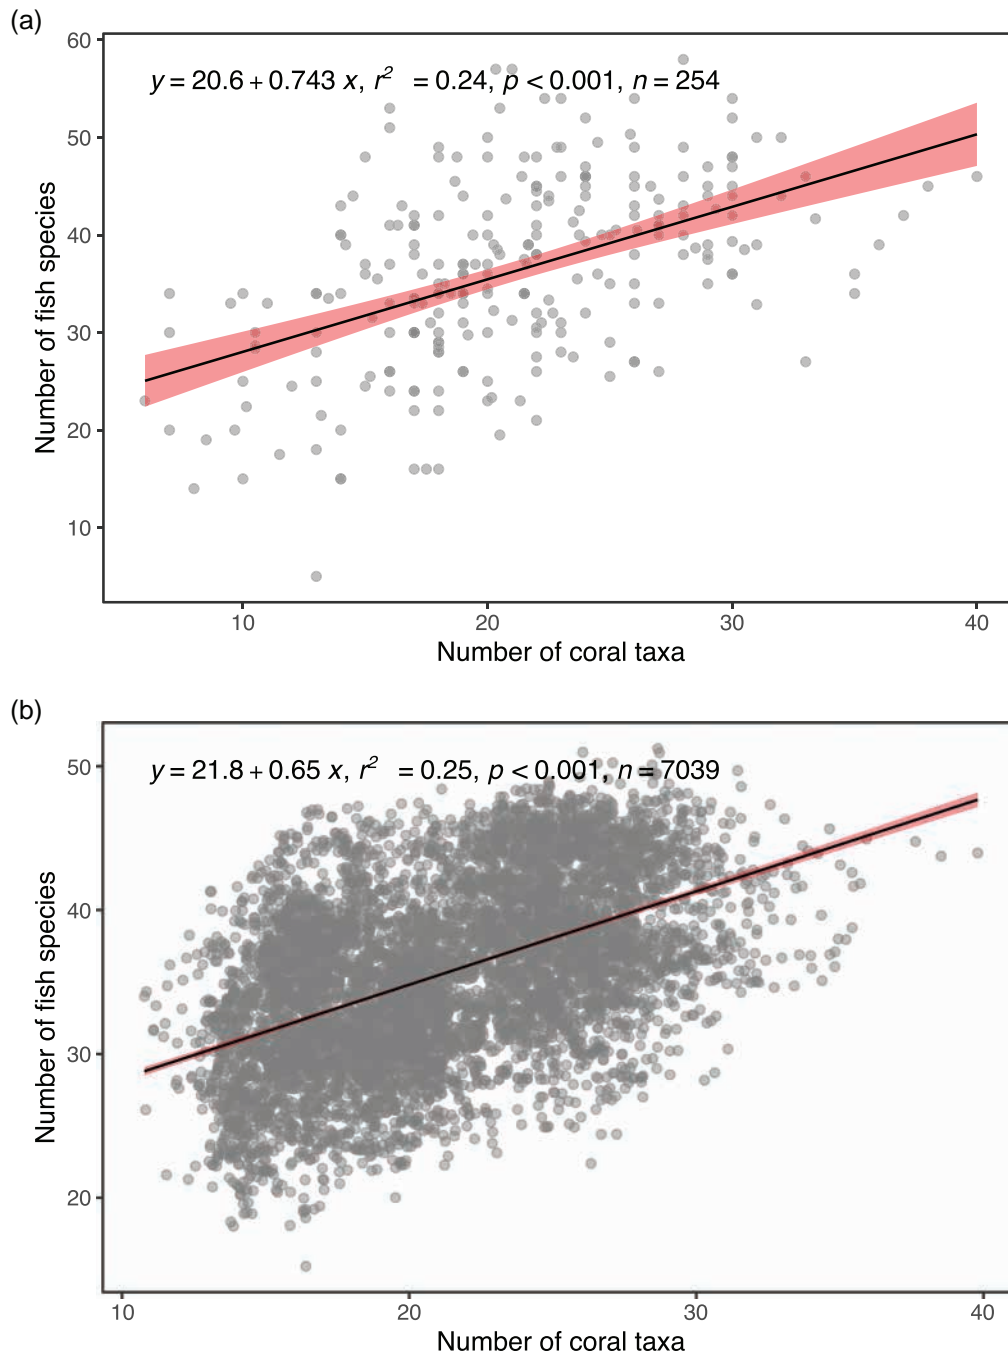 (a)
y = 20.6 + 0.743 x, r² = 0.24, p < 0.001, n = 254
60
50
40
30
20
10
Number of fish species
10 20 30 40
Number of coral taxa
(b)
y = 21.8 + 0.65 x, r² = 0.25, p < 0.001, n = 7039
50
40
30
20
Number of fish species
10 20 30 40
Number of coral taxa